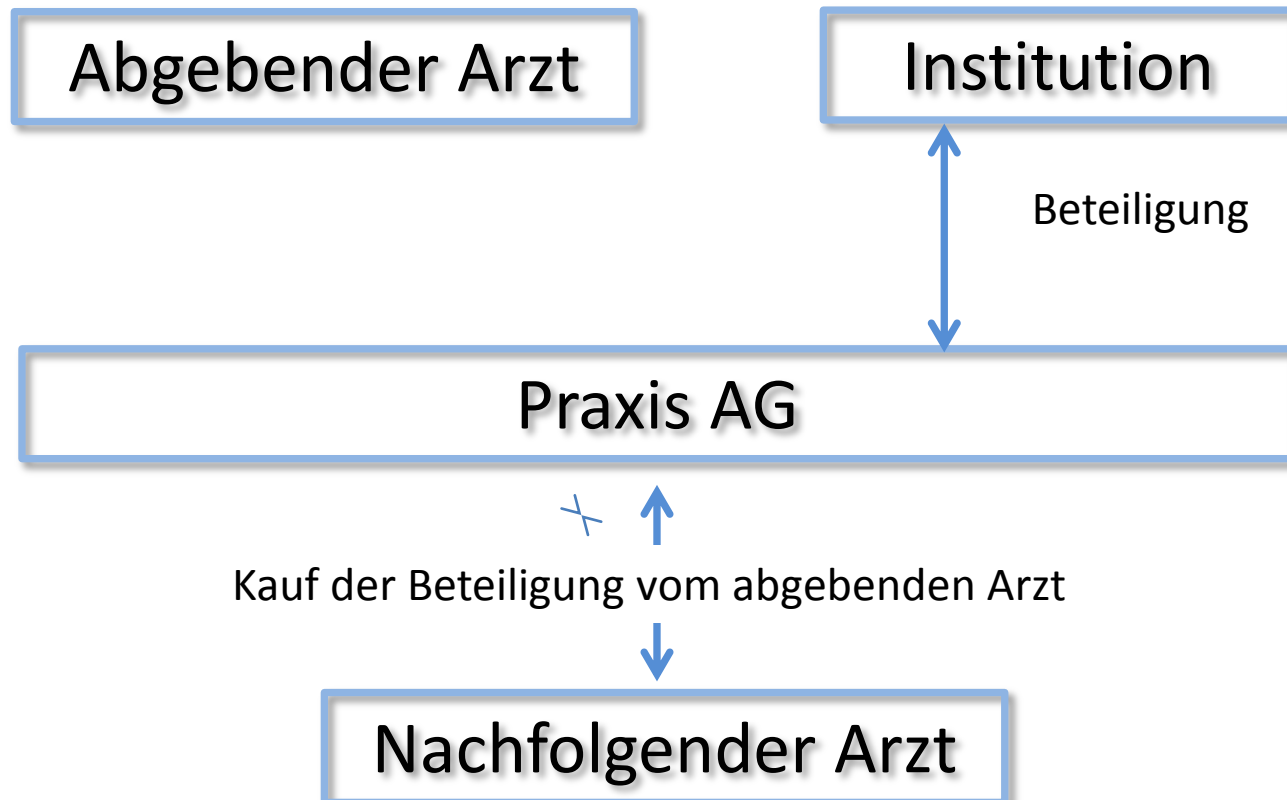 Abgebender Arzt
Institution
Beteiligung
Praxis AG
Kauf der Beteiligung vom abgebenden Arzt
Nachfolgender Arzt